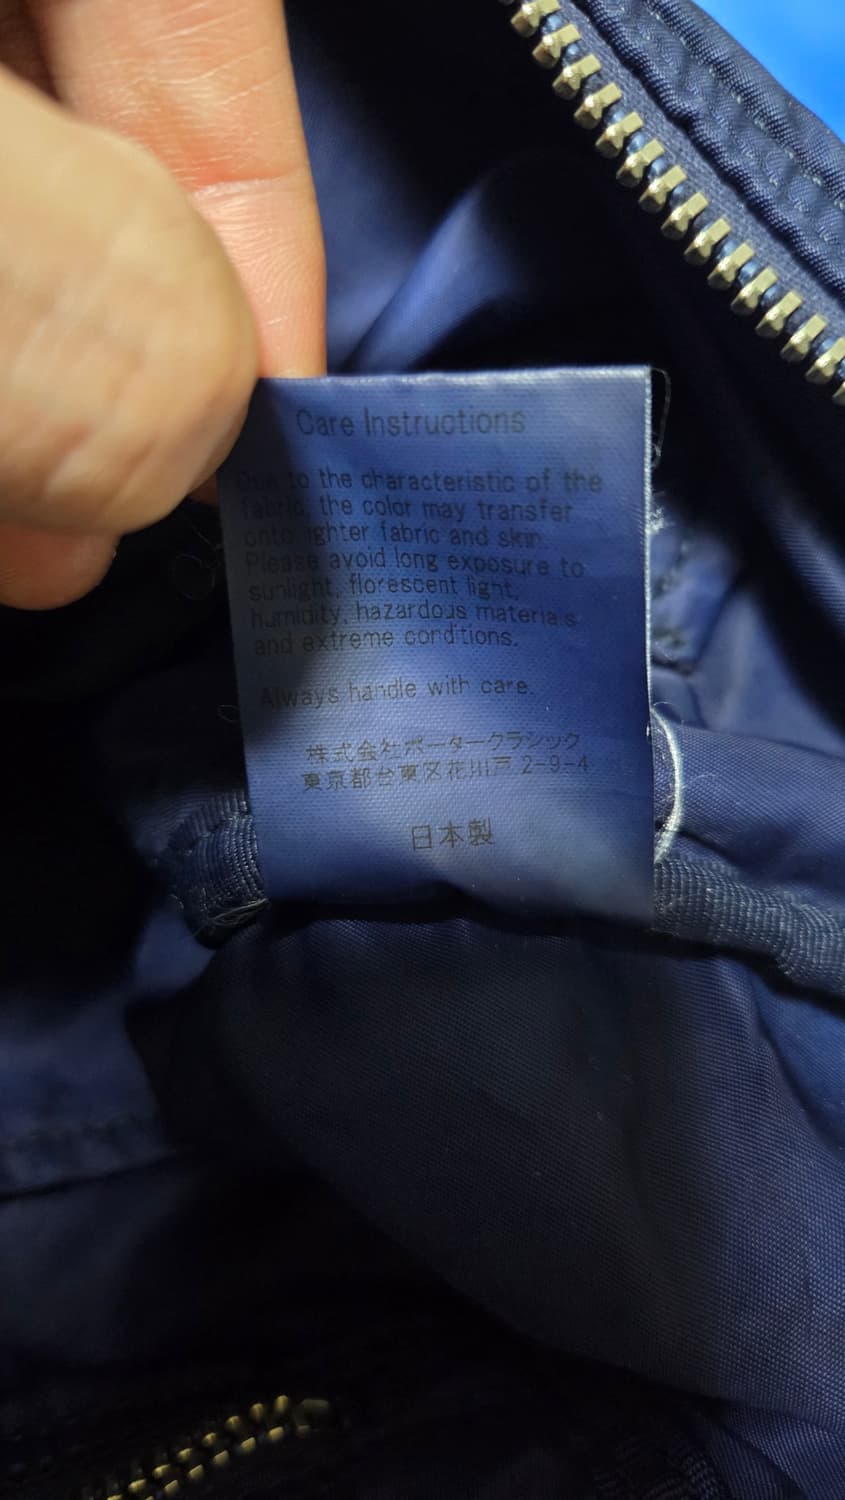 Care Instructions
Due to the characteristic of the
fabric, the color may transfer
onto lighter fabric and skin.
Please avoid long exposure to
sunlight, florescent light,
humidity, hazardous materials
and extreme conditions.
Always handle with care.
株式会社ポータークラシック
東京都台東区花川戸 2-9-4
日本製